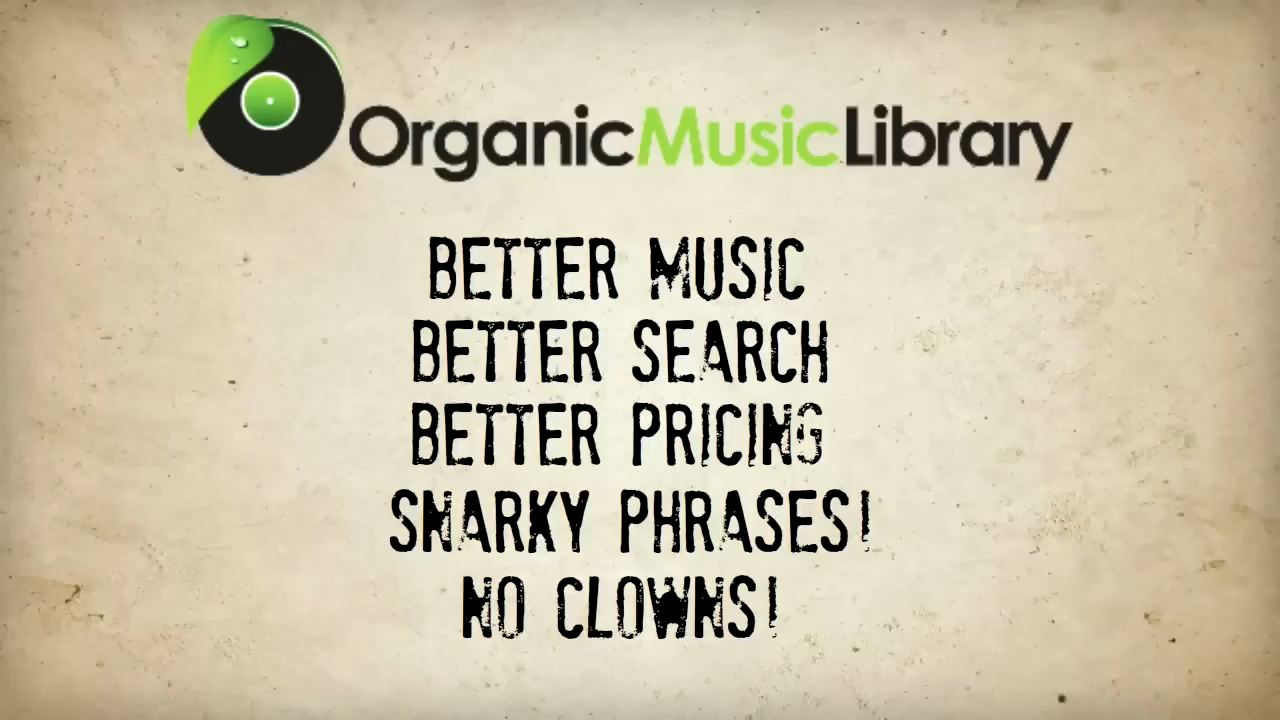 OrganicMusicLibrary
BETTER MUSIC
BETTER SEARCH
BETTER PRICING
SNARKY PHRASES!
NO CLOWNS!